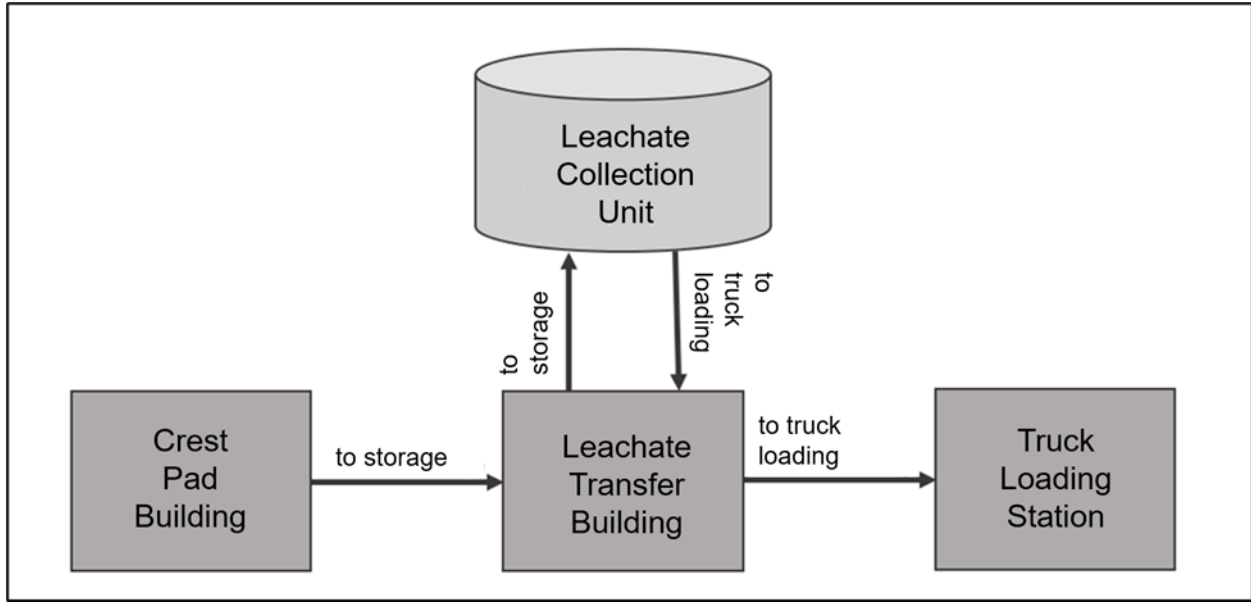 Leachate
Collection
Unit
to
storage
to
truck
loading
Crest
Pad
Building
to storage
Leachate
Transfer
Building
to truck
loading
Truck
Loading
Station